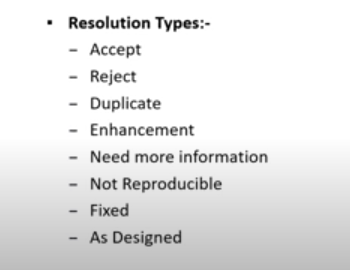 ▪ Resolution Types:-
– Accept
– Reject
– Duplicate
– Enhancement
– Need more information
– Not Reproducible
– Fixed
– As Designed